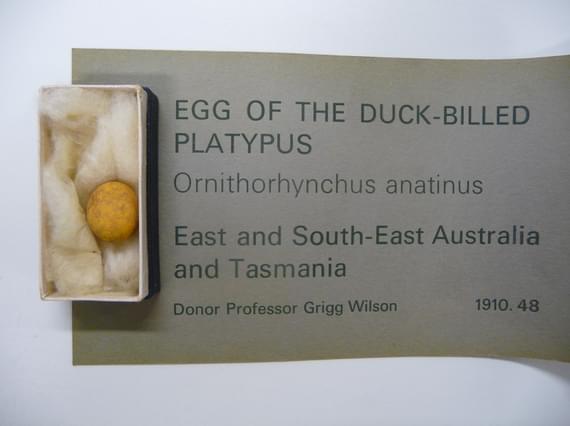 EGG OF THE DUCK-BILLED
PLATYPUS
Ornithorhynchus anatinus
East and South-East Australia
and Tasmania
Donor Professor Grigg Wilson 1910. 48